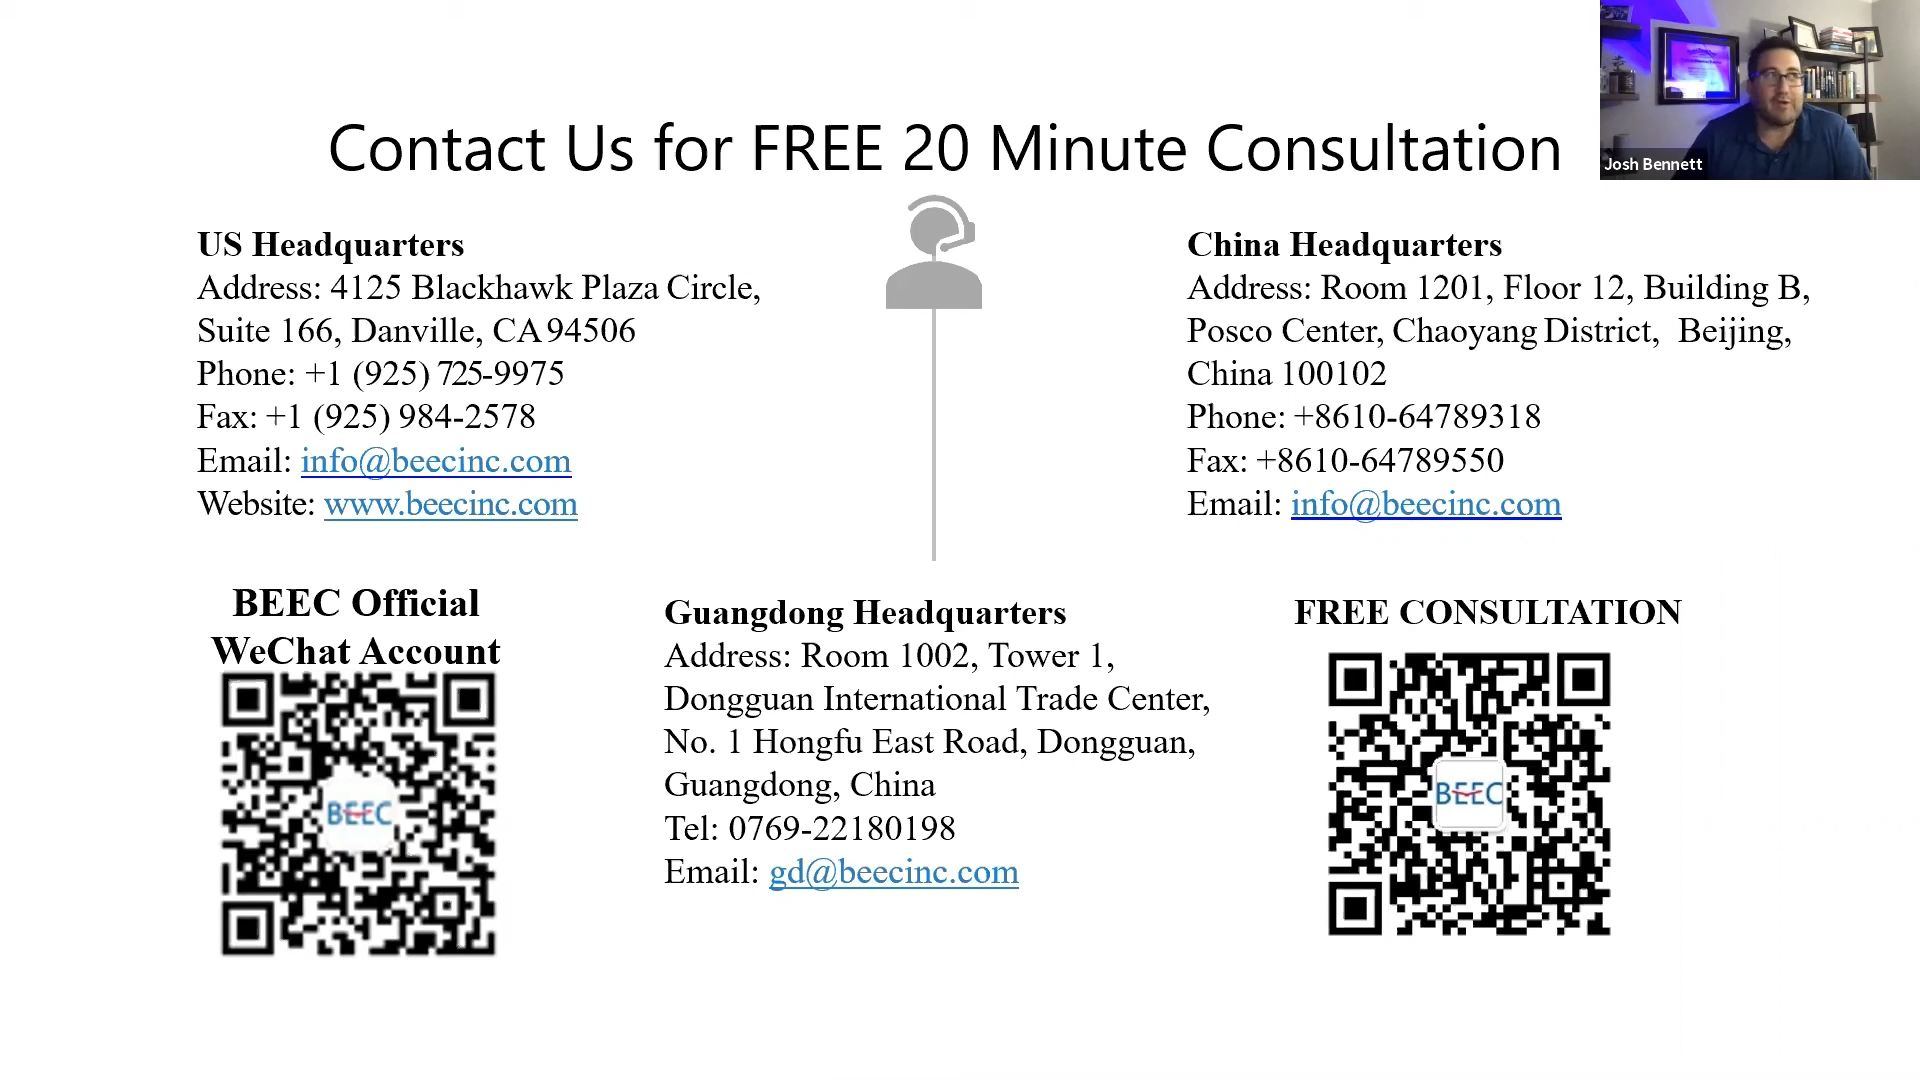 Contact Us for FREE 20 Minute Consultation
Josh Bennett
US Headquarters
Address: 4125 Blackhawk Plaza Circle,
Suite 166, Danville, CA 94506
Phone: +1 (925) 725-9975
Fax: +1 (925) 984-2578
Email: info@beecinc.com
Website: www.beecinc.com
China Headquarters
Address: Room 1201, Floor 12, Building B,
Posco Center, Chaoyang District, Beijing,
China 100102
Phone: +8610-64789318
Fax: +8610-64789550
Email: info@beecinc.com
BEEC Official
WeChat Account
BEEC
Guangdong Headquarters
Address: Room 1002, Tower 1,
Dongguan International Trade Center,
No. 1 Hongfu East Road, Dongguan,
Guangdong, China
Tel: 0769-22180198
Email: gd@beecinc.com
FREE CONSULTATION
BEEC